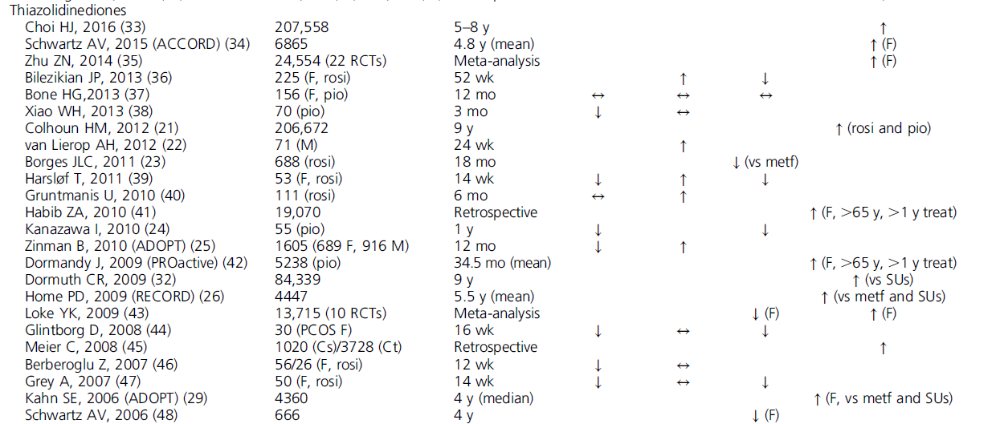 Thiazolidinediones
Choi HJ, 2016 (33) 207,558 5–8 y ↑
Schwartz AV, 2015 (ACCORD) (34) 6865 4.8 y (mean) ↑ (F)
Zhu ZN, 2014 (35) 24,554 (22 RCTs) Meta-analysis ↑ (F)
Bilezikian JP, 2013 (36) 225 (F, rosi) 52 wk ↑ ↓
Bone HG,2013 (37) 156 (F, pio) 12 mo ↔ ↔ ↔
Xiao WH, 2013 (38) 70 (pio) 3 mo ↓ ↔
Colhoun HM, 2012 (21) 206,672 9 y ↑ (rosi and pio)
van Lierop AH, 2012 (22) 71 (M) 24 wk ↑
Borges JLC, 2011 (23) 688 (rosi) 18 mo ↓ (vs metf)
Harsløf T, 2011 (39) 53 (F, rosi) 14 wk ↓ ↑ ↓
Gruntmanis U, 2010 (40) 111 (rosi) 6 mo ↔ ↑
Habib ZA, 2010 (41) 19,070 Retrospective ↑ (F, >65 y, >1 y treat)
Kanazawa I, 2010 (24) 55 (pio) 1 y ↓ ↓
Zinman B, 2010 (ADOPT) (25) 1605 (689 F, 916 M) 12 mo ↓ ↑
Dormandy J, 2009 (PROactive) (42) 5238 (pio) 34.5 mo (mean) ↑ (F, >65 y, >1 y treat)
Dormuth CR, 2009 (32) 84,339 9 y ↑ (vs SUs)
Home PD, 2009 (RECORD) (26) 4447 5.5 y (mean) ↑ (vs metf and SUs)
Loke YK, 2009 (43) 13,715 (10 RCTs) Meta-analysis ↓ (F) ↑ (F)
Glintborg D, 2008 (44) 30 (PCOS F) 16 wk ↓ ↔ ↓
Meier C, 2008 (45) 1020 (Cs)/3728 (Ct) Retrospective ↑
Berberoglu Z, 2007 (46) 56/26 (F, rosi) 12 wk ↓ ↔
Grey A, 2007 (47) 50 (F, rosi) 14 wk ↓ ↔ ↓
Kahn SE, 2006 (ADOPT) (29) 4360 4 y (median) ↑ (F, vs metf and SUs)
Schwartz AV, 2006 (48) 666 4 y ↓ (F)